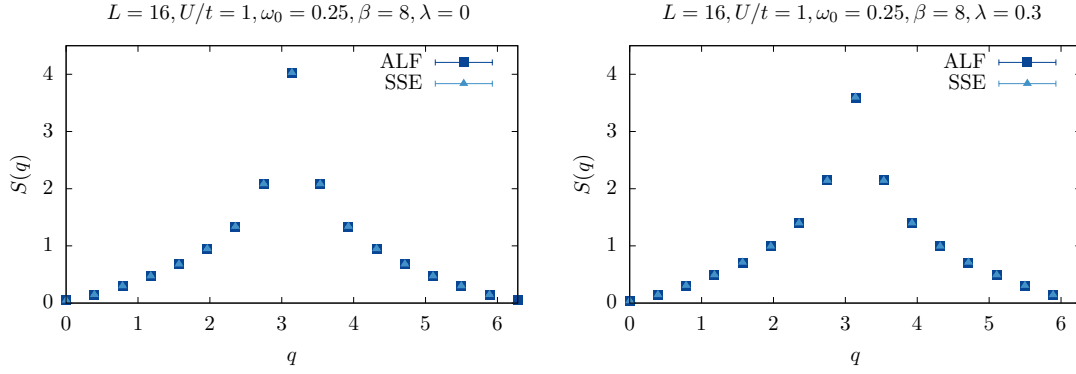 L = 16, U/t = 1, ω₀ = 0.25, β = 8, λ = 0
ALF
SSE
4
3
2
1
0
S(q)
0 1 2 3 4 5 6
q
L = 16, U/t = 1, ω₀ = 0.25, β = 8, λ = 0.3
ALF
SSE
4
3
2
1
0
S(q)
0 1 2 3 4 5 6
q